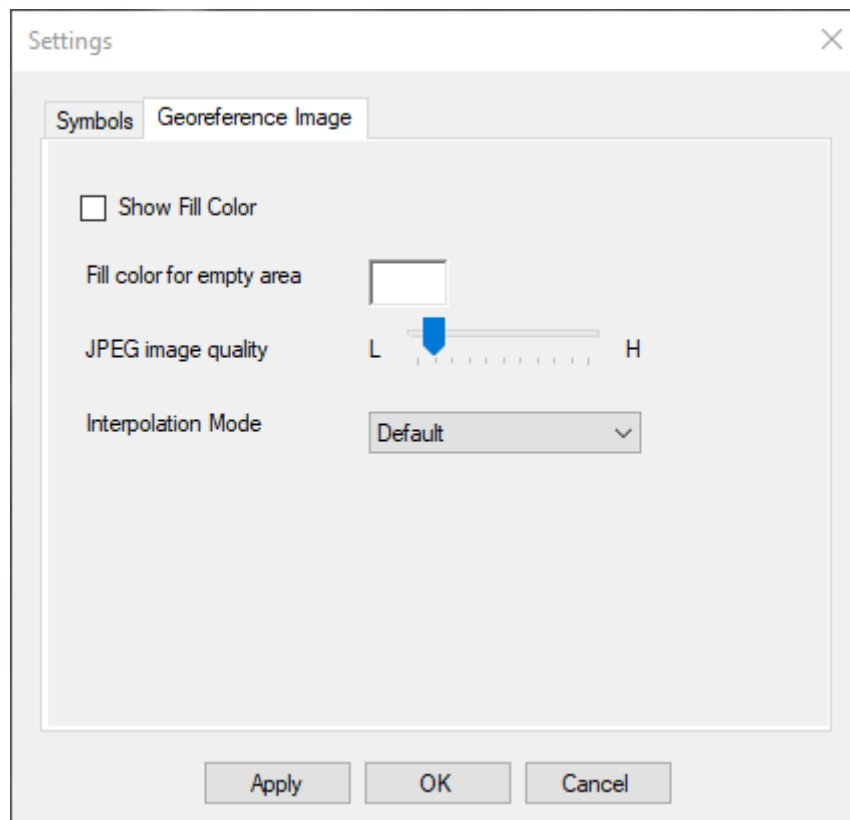 Settings
Symbols
Georeference Image
Show Fill Color
Fill color for empty area
JPEG image quality L H
Interpolation Mode Default
Apply OK Cancel